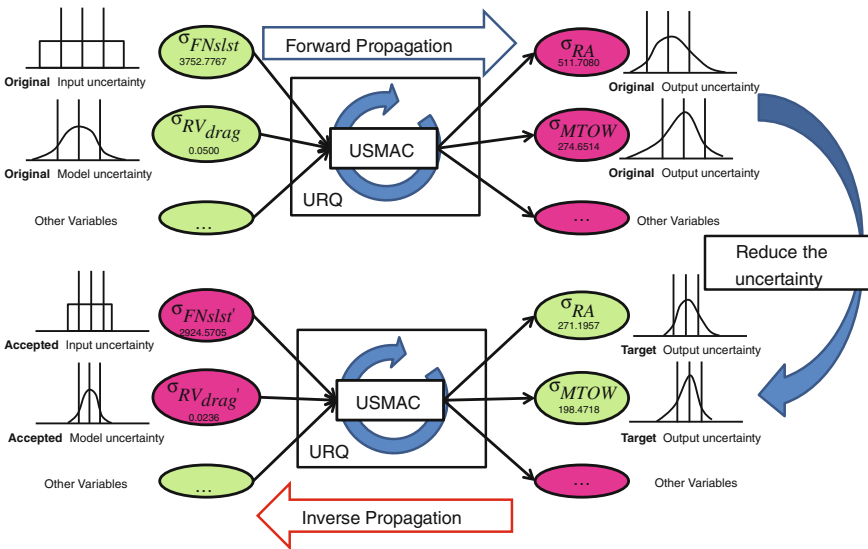 σFNslst
3752.7767
Forward Propagation
σRA
511.7080
Original Input uncertainty
Original Output uncertainty
σRVdrag
0.0500
USMAC
σMTOW
274.6514
Original Model uncertainty
Original Output uncertainty
URQ
Other Variables
...
...
Other Variables
Reduce the
uncertainty
σFNslst'
2924.5705
σRA
271.1957
Accepted Input uncertainty
Target Output uncertainty
σRVdrag'
0.0236
USMAC
σMTOW
198.4718
Accepted Model uncertainty
Target Output uncertainty
URQ
Other Variables
...
...
Other Variables
Inverse Propagation